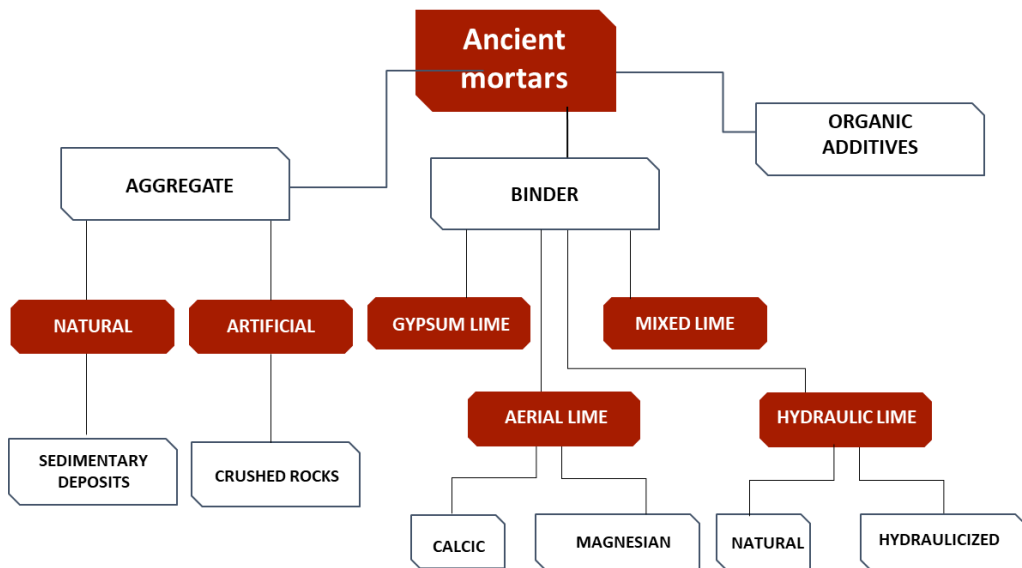 Ancient
mortars
ORGANIC
ADDITIVES
AGGREGATE
BINDER
NATURAL
ARTIFICIAL
GYPSUM LIME
MIXED LIME
AERIAL LIME
HYDRAULIC LIME
SEDIMENTARY
DEPOSITS
CRUSHED ROCKS
CALCIC
MAGNESIAN
NATURAL
HYDRAULICIZED